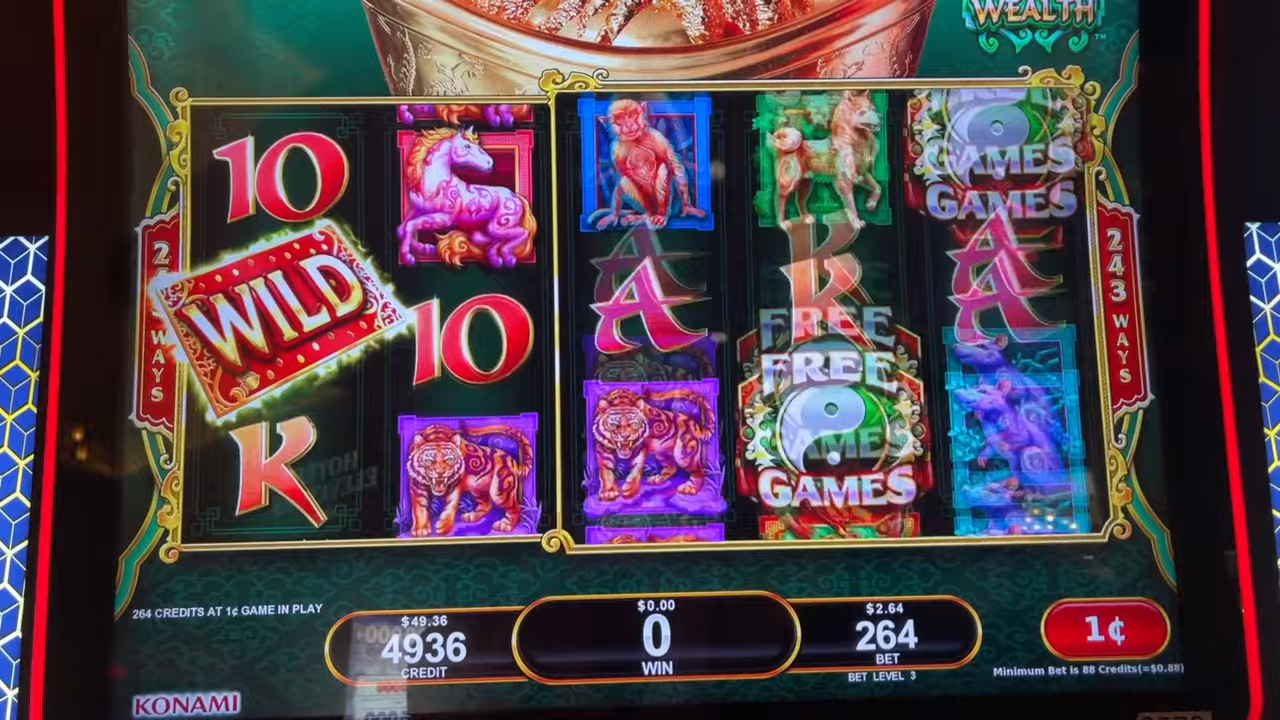 WEALTH™
10
WILD
K
10
A
A
K
FREE
FREE
GAMES
GAMES
GAMES
A
A
243 WAYS
WAYS
264 CREDITS AT 1¢ GAME IN PLAY
$49.36
4936
CREDIT
$0.00
0
WIN
$2.64
264
BET
BET LEVEL 3
1¢
Minimum Bet is 88 Credits(=$0.88)
KONAMI